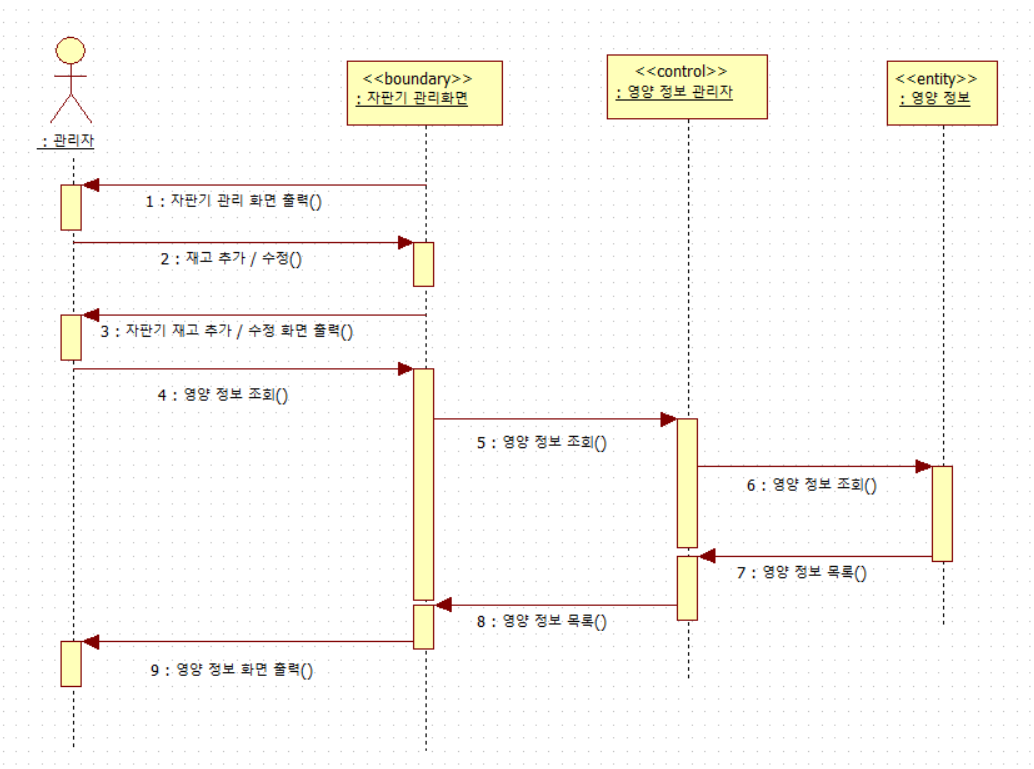 <<boundary>>
: 자판기 관리화면
<<control>>
: 영양 정보 관리자
<<entity>>
: 영양 정보
: 관리자
1 : 자판기 관리 화면 출력()
2 : 재고 추가 / 수정()
3 : 자판기 재고 추가 / 수정 화면 출력()
4 : 영양 정보 조회()
5 : 영양 정보 조회()
6 : 영양 정보 조회()
7 : 영양 정보 목록()
8 : 영양 정보 목록()
9 : 영양 정보 화면 출력()